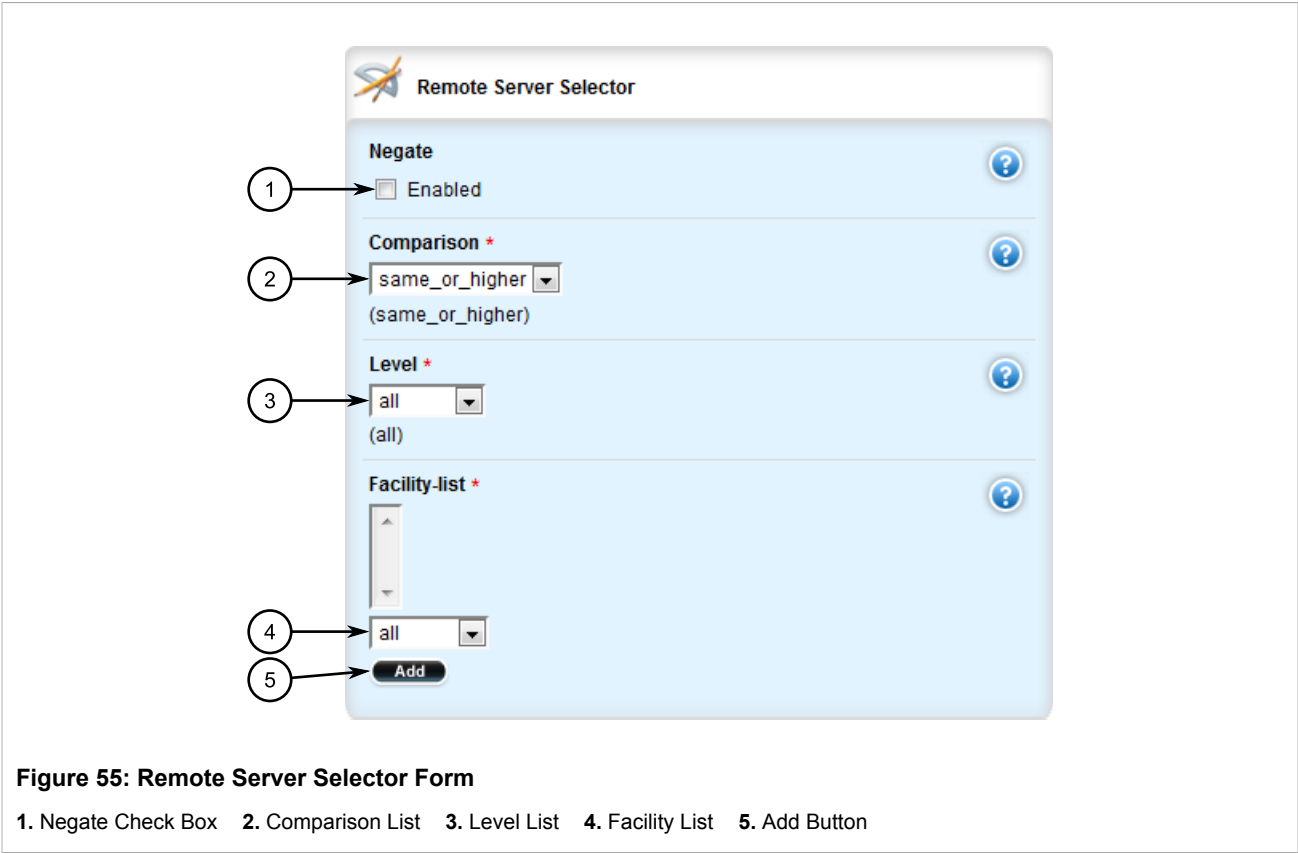 Remote Server Selector
Negate
?
1
Enabled
Comparison *
?
2
same_or_higher
(same_or_higher)
Level *
?
3
all
(all)
Facility-list *
?
4
all
5
Add
Figure 55: Remote Server Selector Form
1. Negate Check Box 2. Comparison List 3. Level List 4. Facility List 5. Add Button